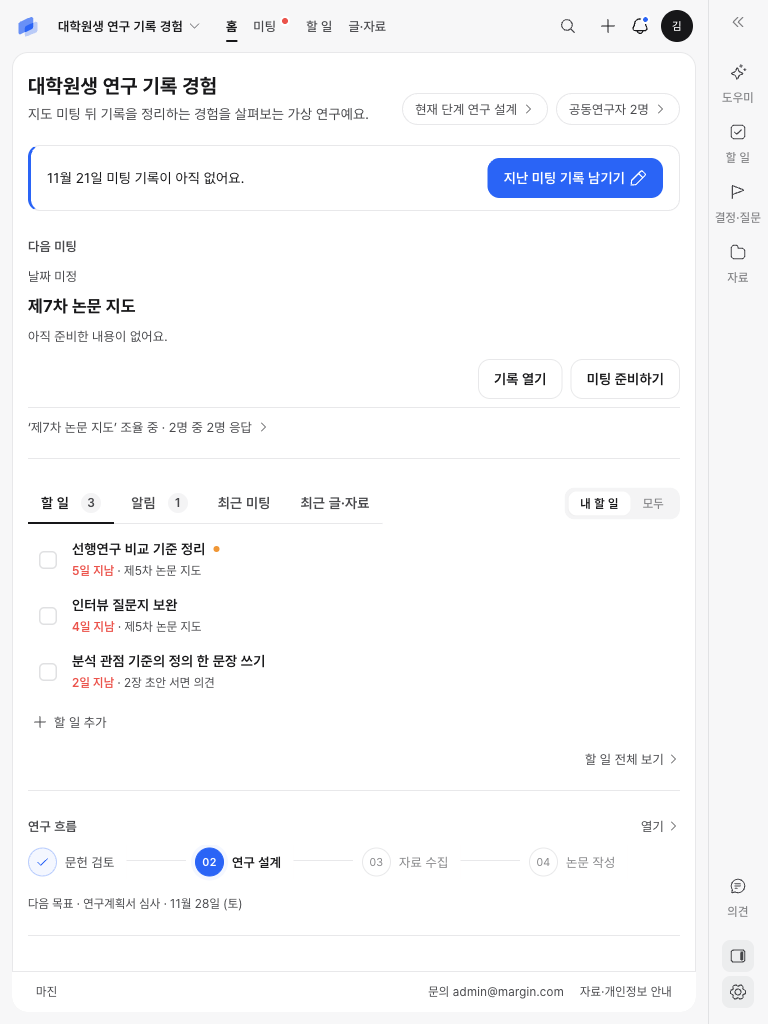 대학원생 연구 기록 경험
홈
미팅
할 일
글·자료
김
대학원생 연구 기록 경험
지도 미팅 뒤 기록을 정리하는 경험을 살펴보는 가상 연구예요.
현재 단계 연구 설계
공동연구자 2명
11월 21일 미팅 기록이 아직 없어요.
지난 미팅 기록 남기기
다음 미팅
날짜 미정
제7차 논문 지도
아직 준비한 내용이 없어요.
기록 열기
미팅 준비하기
‘제7차 논문 지도’ 조율 중 · 2명 중 2명 응답
할 일 3
알림 1
최근 미팅
최근 글·자료
내 할 일
모두
선행연구 비교 기준 정리
5일 지남 · 제5차 논문 지도
인터뷰 질문지 보완
4일 지남 · 제5차 논문 지도
분석 관점 기준의 정의 한 문장 쓰기
2일 지남 · 2장 초안 서면 의견
할 일 추가
할 일 전체 보기
연구 흐름
열기
문헌 검토
02 연구 설계
03 자료 수집
04 논문 작성
다음 목표 · 연구계획서 심사 · 11월 28일 (토)
마진
문의 admin@margin.com
자료·개인정보 안내
도우미
할 일
결정·질문
자료
의견